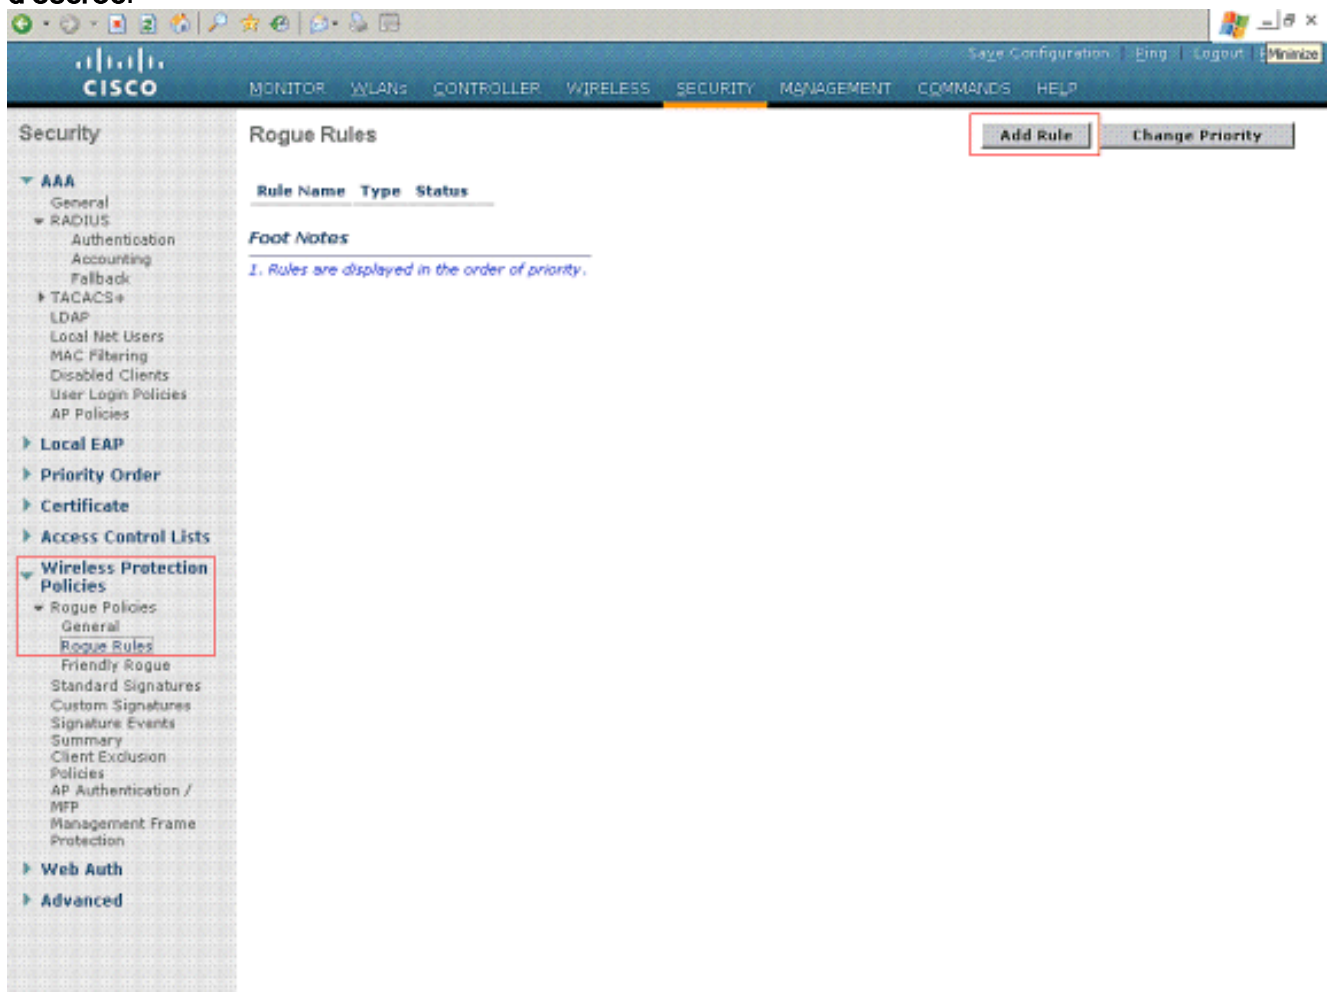 Save Configuration | Ping | Logout | Minimize
CISCO
MONITOR WLANs CONTROLLER WIRELESS SECURITY MANAGEMENT COMMANDS HELP
Security
AAA
General
RADIUS
Authentication
Accounting
Fallback
TACACS+
LDAP
Local Net Users
MAC Filtering
Disabled Clients
User Login Policies
AP Policies
Local EAP
Priority Order
Certificate
Access Control Lists
Wireless Protection
Policies
Rogue Policies
General
Rogue Rules
Friendly Rogue
Standard Signatures
Custom Signatures
Signature Events
Summary
Client Exclusion
Policies
AP Authentication /
MFP
Management Frame
Protection
Web Auth
Advanced
Rogue Rules
Add Rule Change Priority
Rule Name Type Status
Foot Notes
1. Rules are displayed in the order of priority.